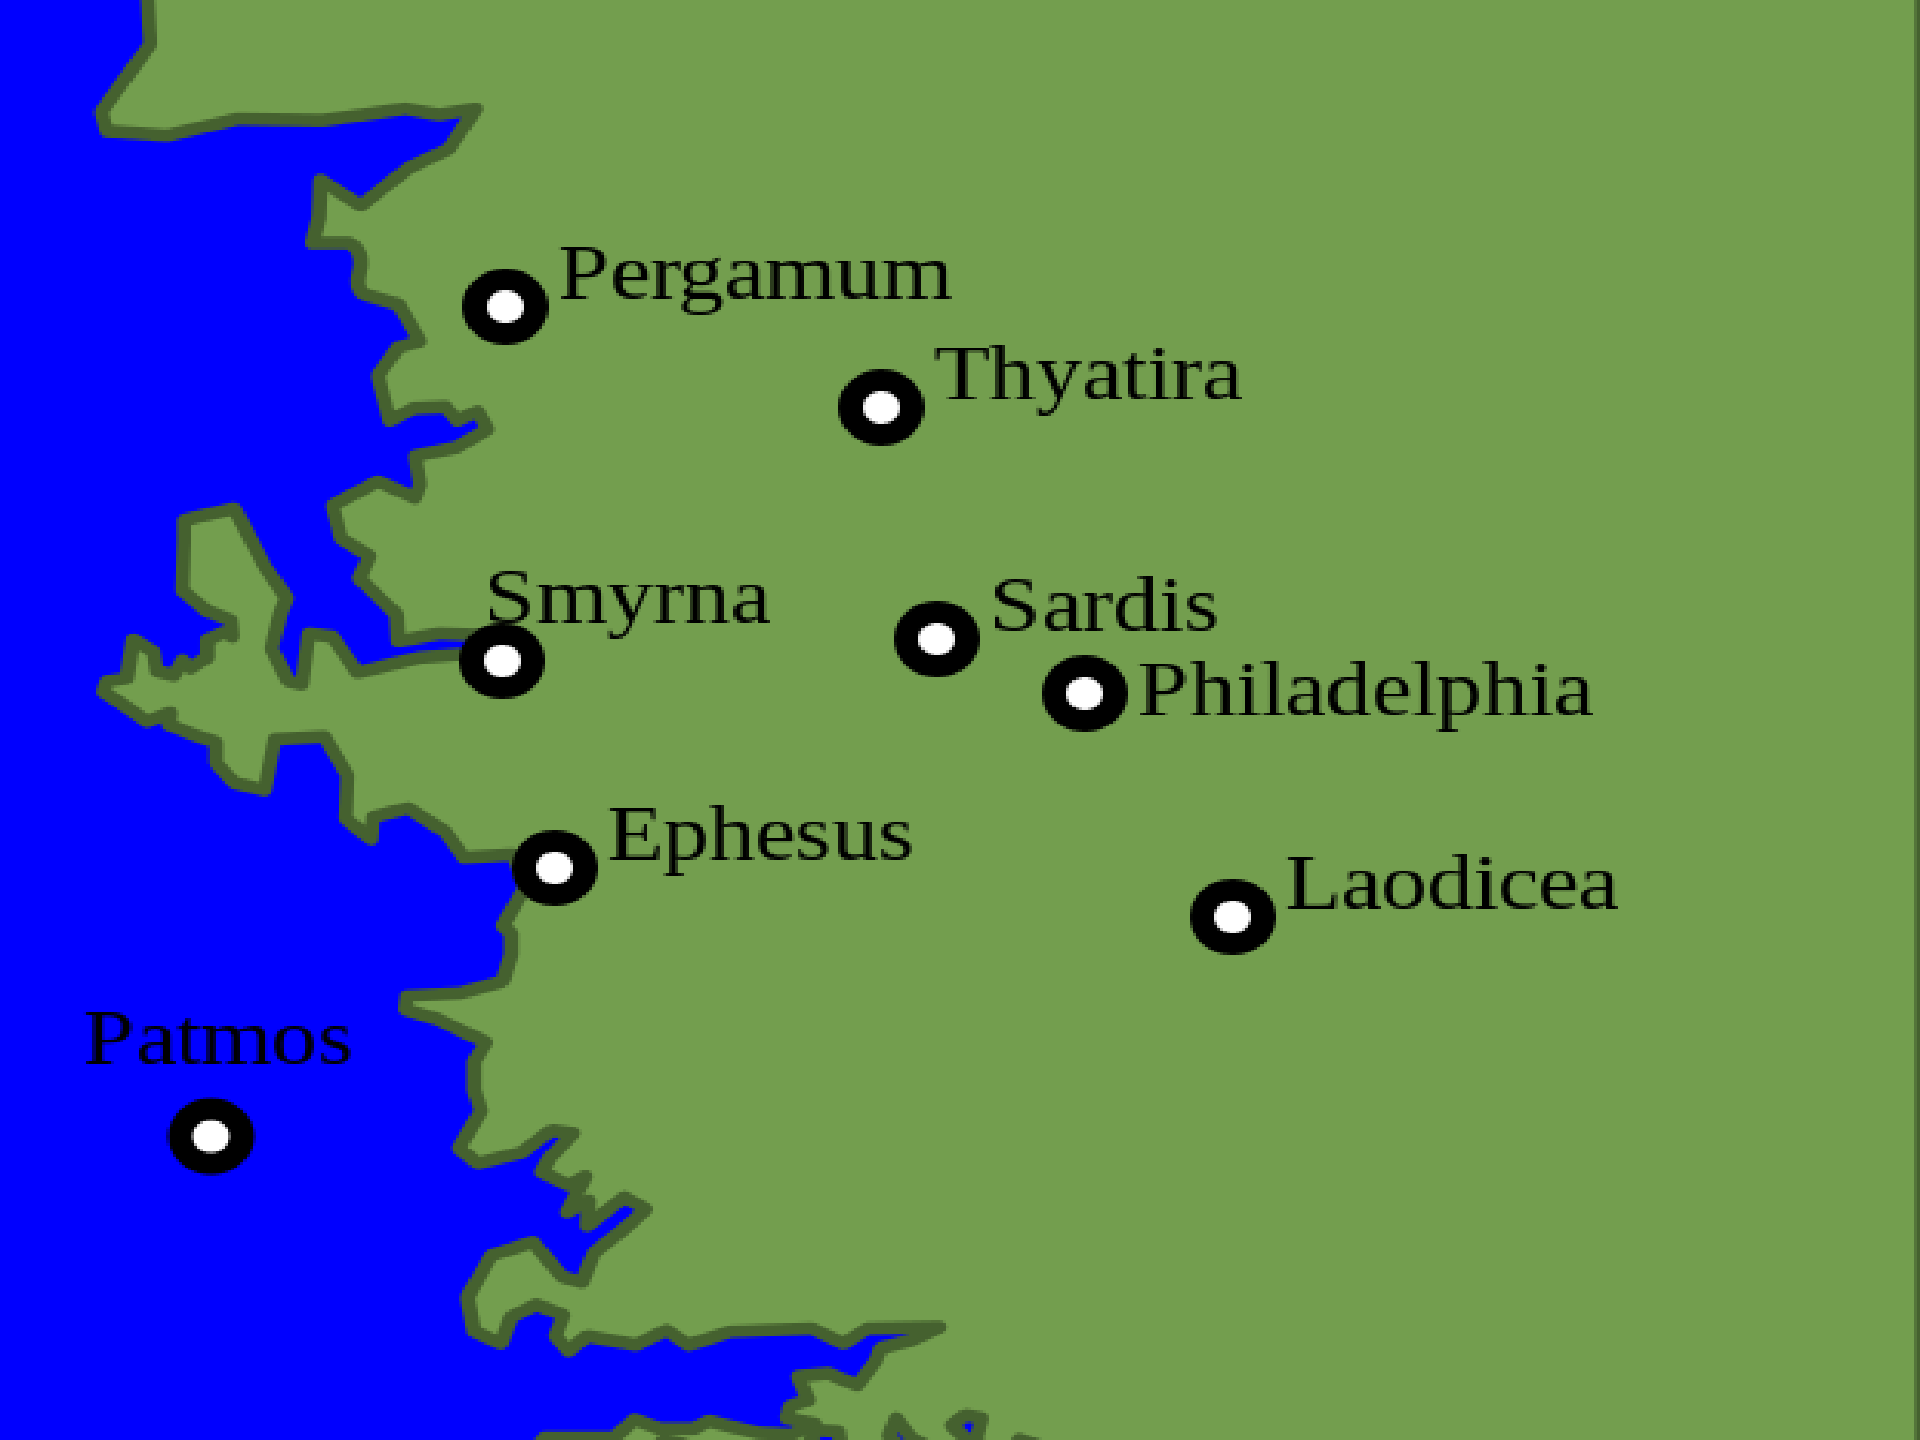 Pergamum
Thyatira
Smyrna
Sardis
Philadelphia
Ephesus
Laodicea
Patmos